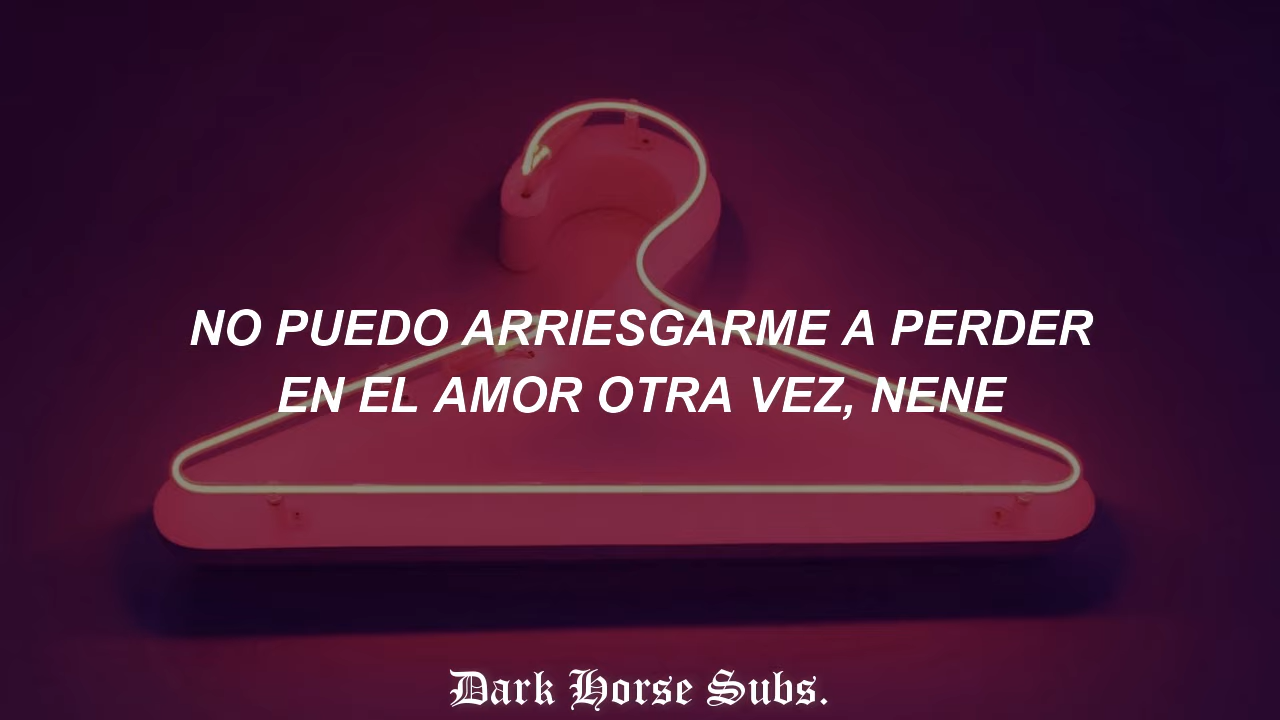 NO PUEDO ARRIESGARME A PERDER
EN EL AMOR OTRA VEZ, NENE
Dark Horse Subs.